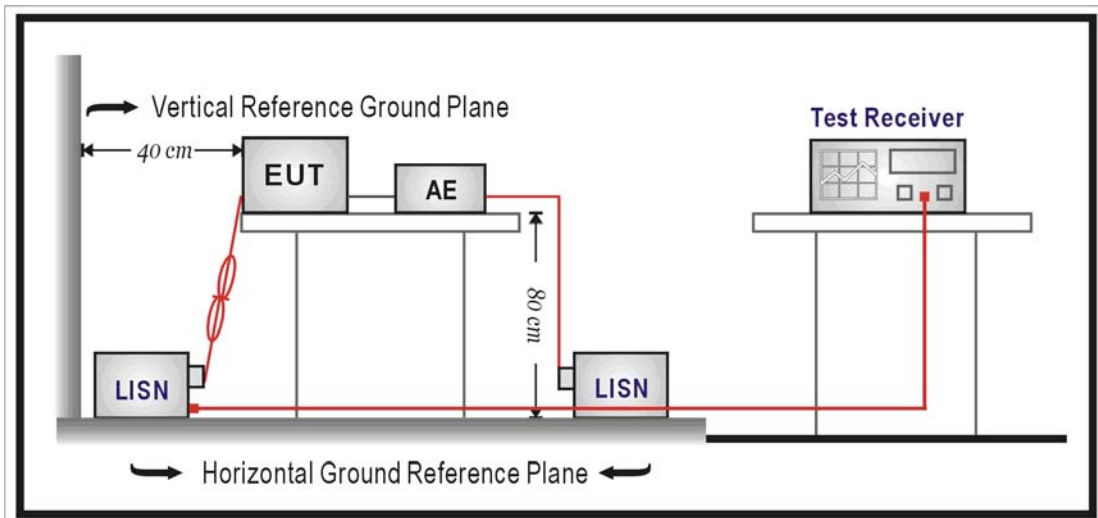 Vertical Reference Ground Plane
40 cm
EUT
AE
Test Receiver
80 cm
LISN
LISN
Horizontal Ground Reference Plane